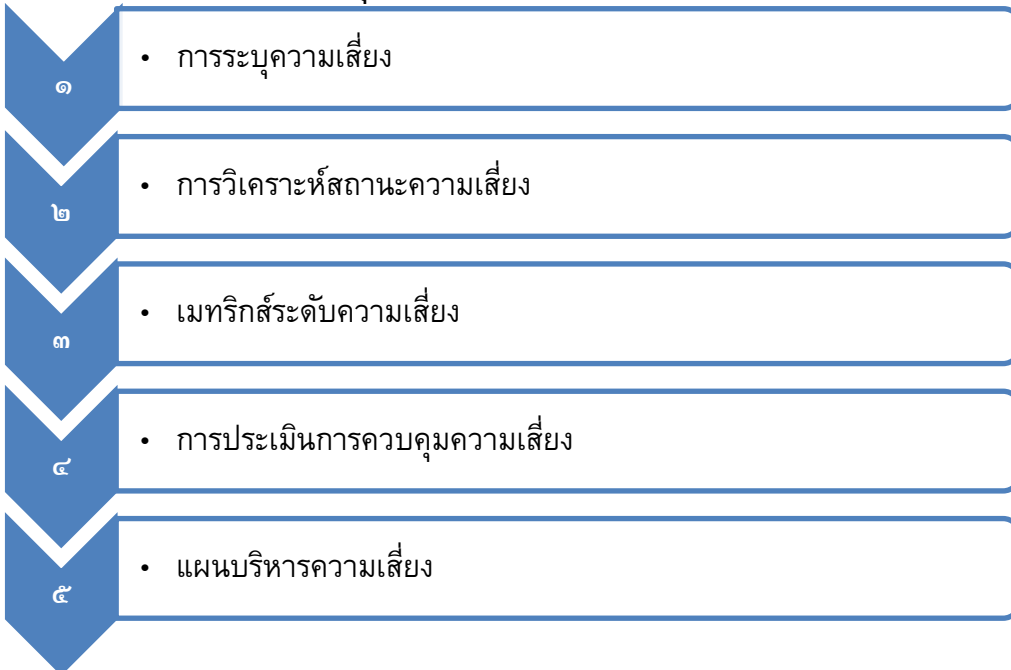 ๑
• การระบุความเสี่ยง
๒
• การวิเคราะห์สถานะความเสี่ยง
๓
• เมทริกส์ระดับความเสี่ยง
๔
• การประเมินการควบคุมความเสี่ยง
๕
• แผนบริหารความเสี่ยง